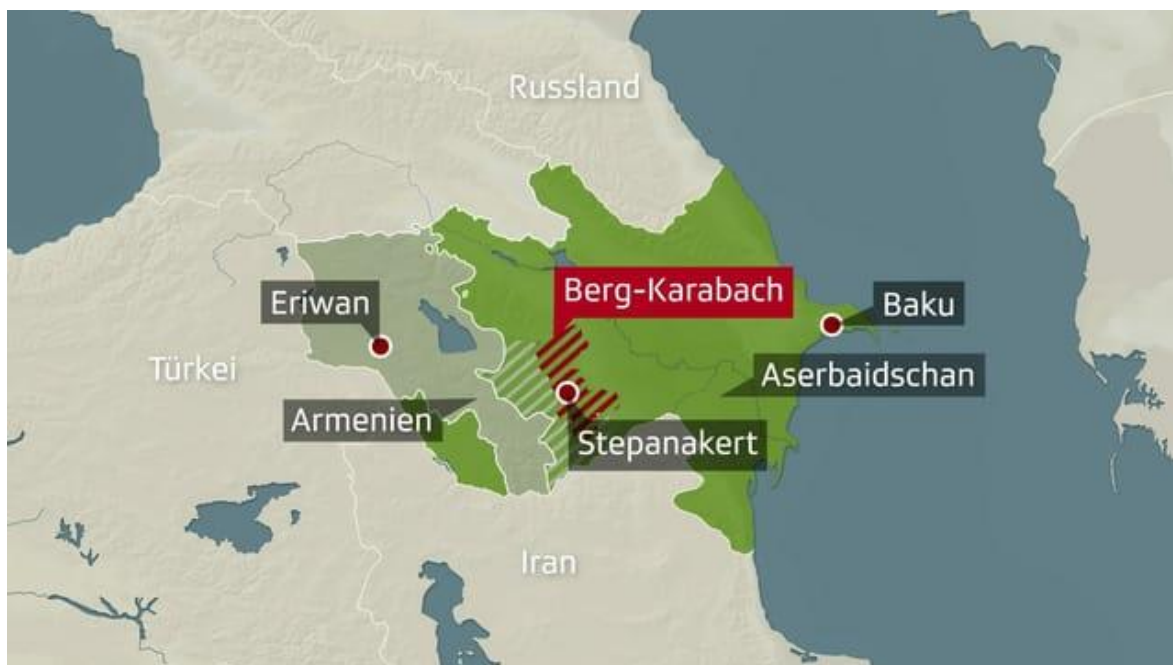 Russland
Berg-Karabach
Eriwan
Baku
Türkei
Aserbaidschan
Armenien
Stepanakert
Iran